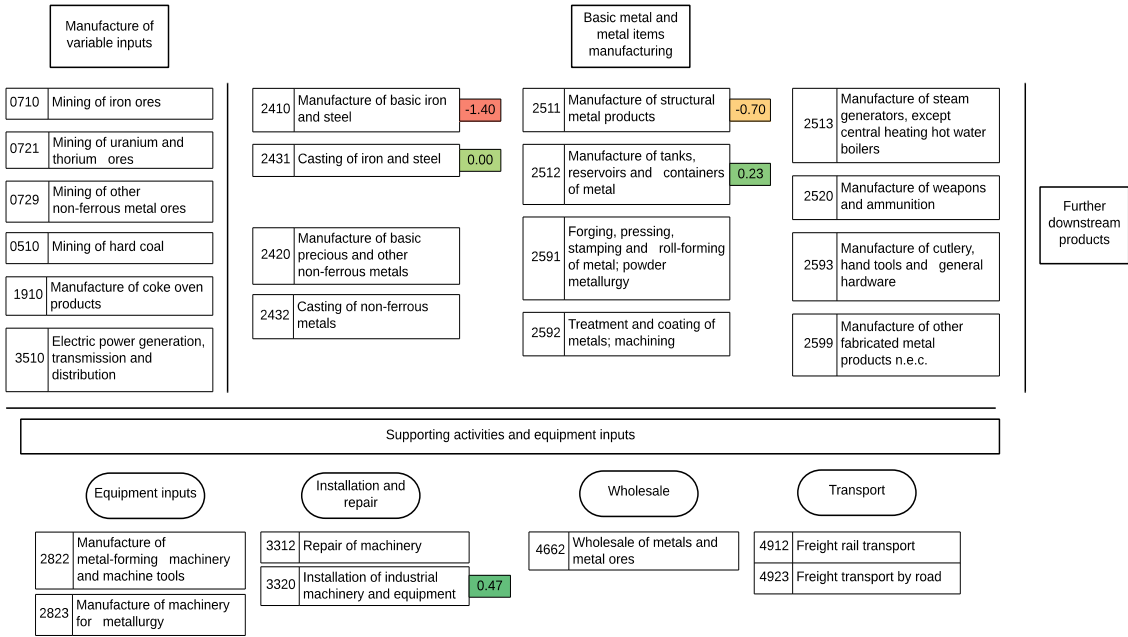 Manufacture of
variable inputs
Basic metal and
metal items
manufacturing
0710 Mining of iron ores
0721 Mining of uranium and
thorium ores
0729 Mining of other
non-ferrous metal ores
0510 Mining of hard coal
1910 Manufacture of coke oven
products
3510 Electric power generation,
transmission and
distribution
2410 Manufacture of basic iron
and steel
-1.40
2431 Casting of iron and steel
0.00
2420 Manufacture of basic
precious and other
non-ferrous metals
2432 Casting of non-ferrous
metals
2511 Manufacture of structural
metal products
-0.70
2512 Manufacture of tanks,
reservoirs and containers
of metal
0.23
2591 Forging, pressing,
stamping and roll-forming
of metal; powder
metallurgy
2592 Treatment and coating of
metals; machining
2513 Manufacture of steam
generators, except
central heating hot water
boilers
2520 Manufacture of weapons
and ammunition
2593 Manufacture of cutlery,
hand tools and general
hardware
2599 Manufacture of other
fabricated metal
products n.e.c.
Further
downstream
products
Supporting activities and equipment inputs
Equipment inputs
2822 Manufacture of
metal-forming machinery
and machine tools
2823 Manufacture of machinery
for metallurgy
Installation and
repair
3312 Repair of machinery
3320 Installation of industrial
machinery and equipment
0.47
Wholesale
4662 Wholesale of metals and
metal ores
Transport
4912 Freight rail transport
4923 Freight transport by road